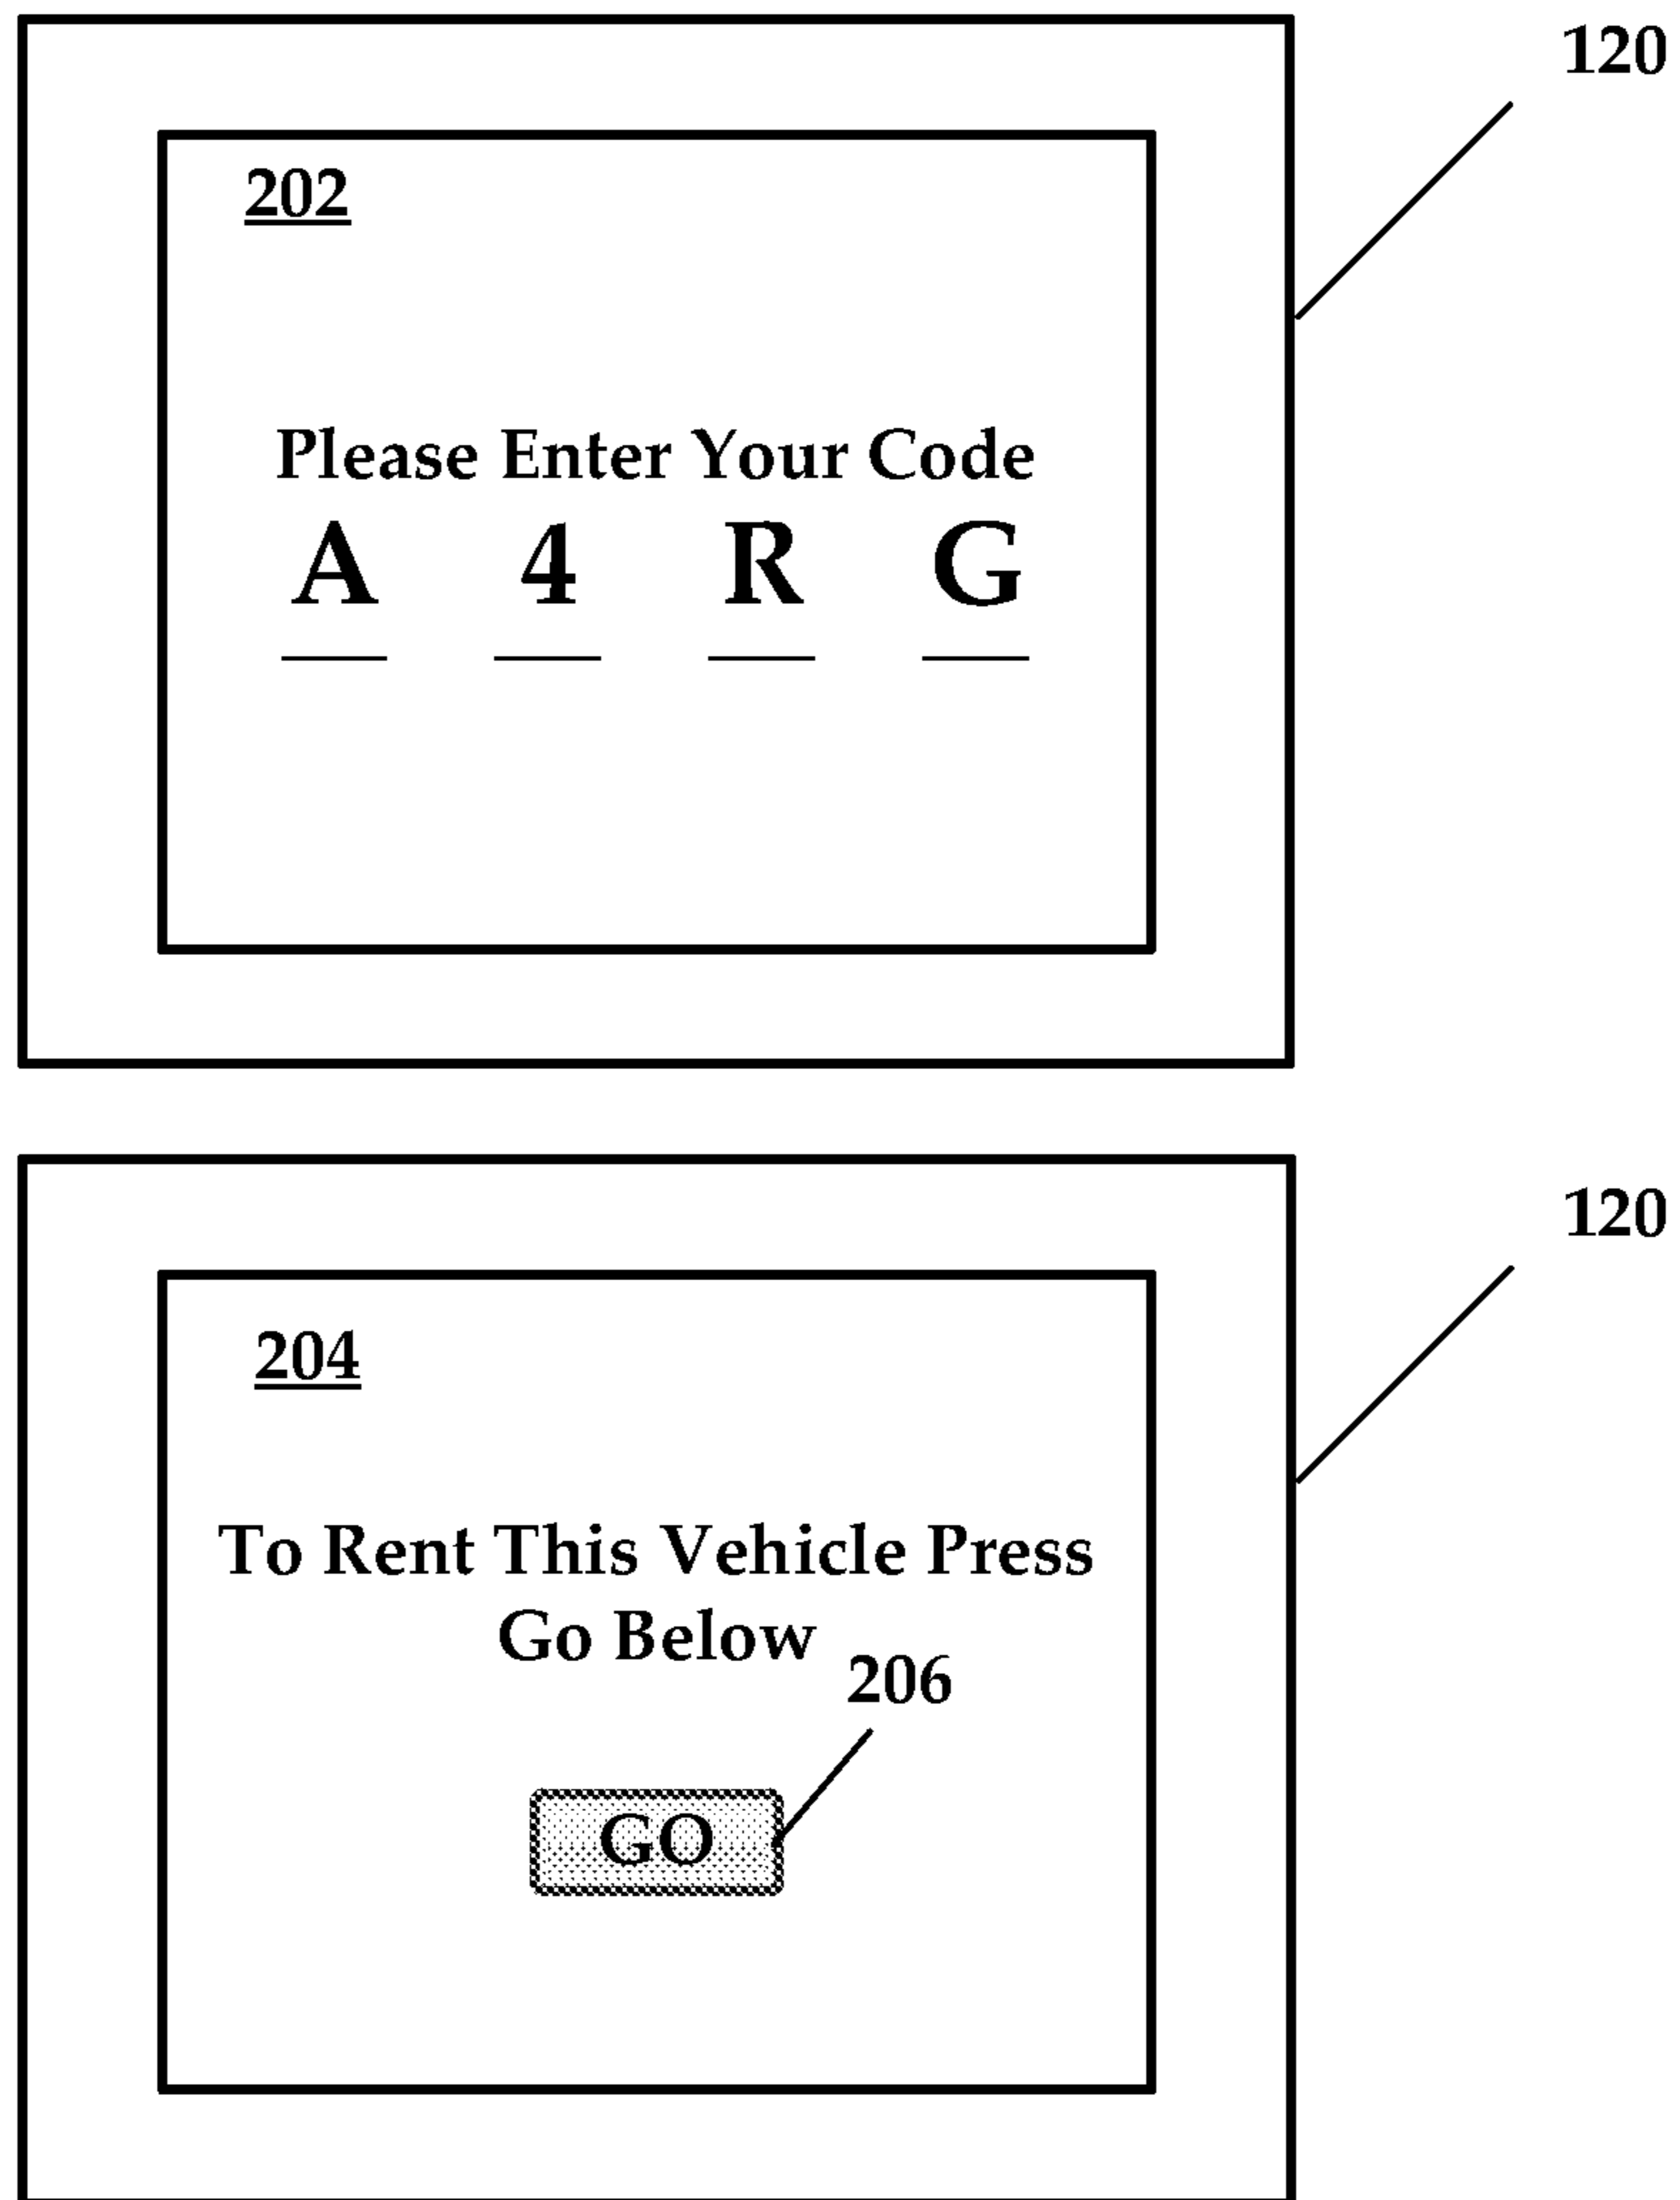 120
202
Please Enter Your Code
A 4 R G
120
204
To Rent This Vehicle Press
Go Below
206
GO